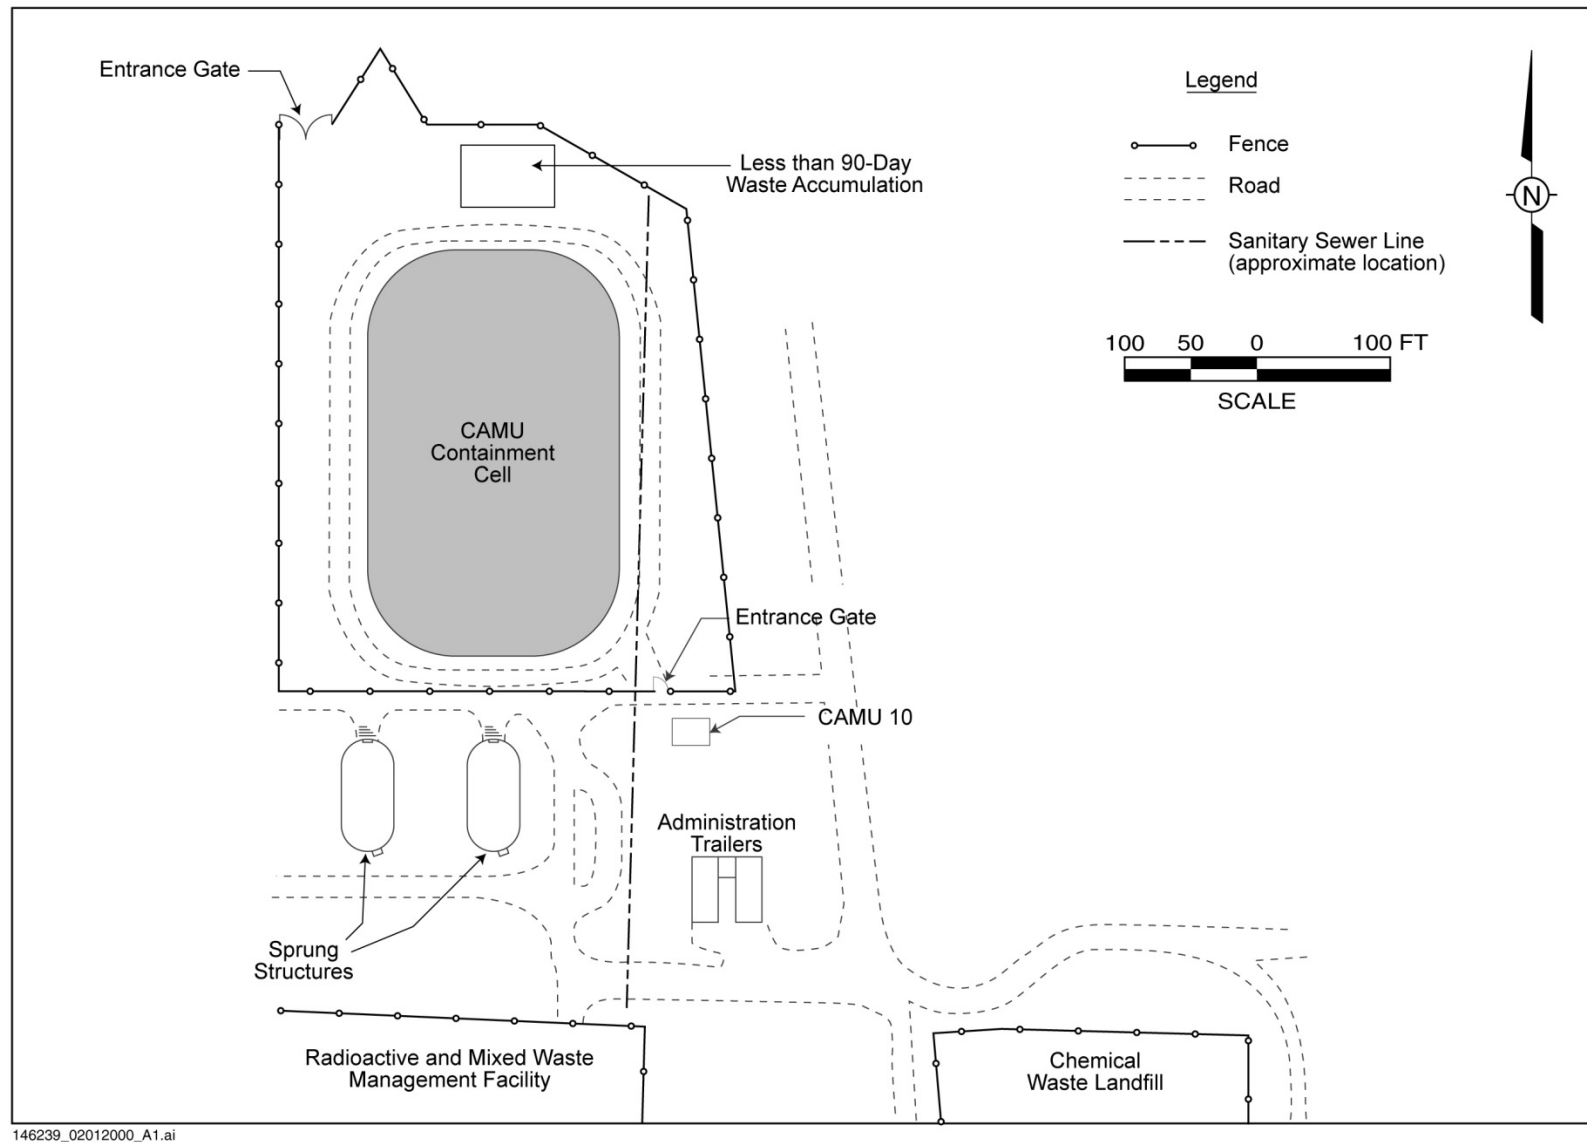 Entrance Gate
Less than 90-Day
Waste Accumulation
Legend
Fence
Road
Sanitary Sewer Line
(approximate location)
N
100 50 0 100 FT
SCALE
CAMU
Containment
Cell
Entrance Gate
CAMU 10
Administration
Trailers
Sprung
Structures
Radioactive and Mixed Waste
Management Facility
Chemical
Waste Landfill
146239_02012000_A1.ai